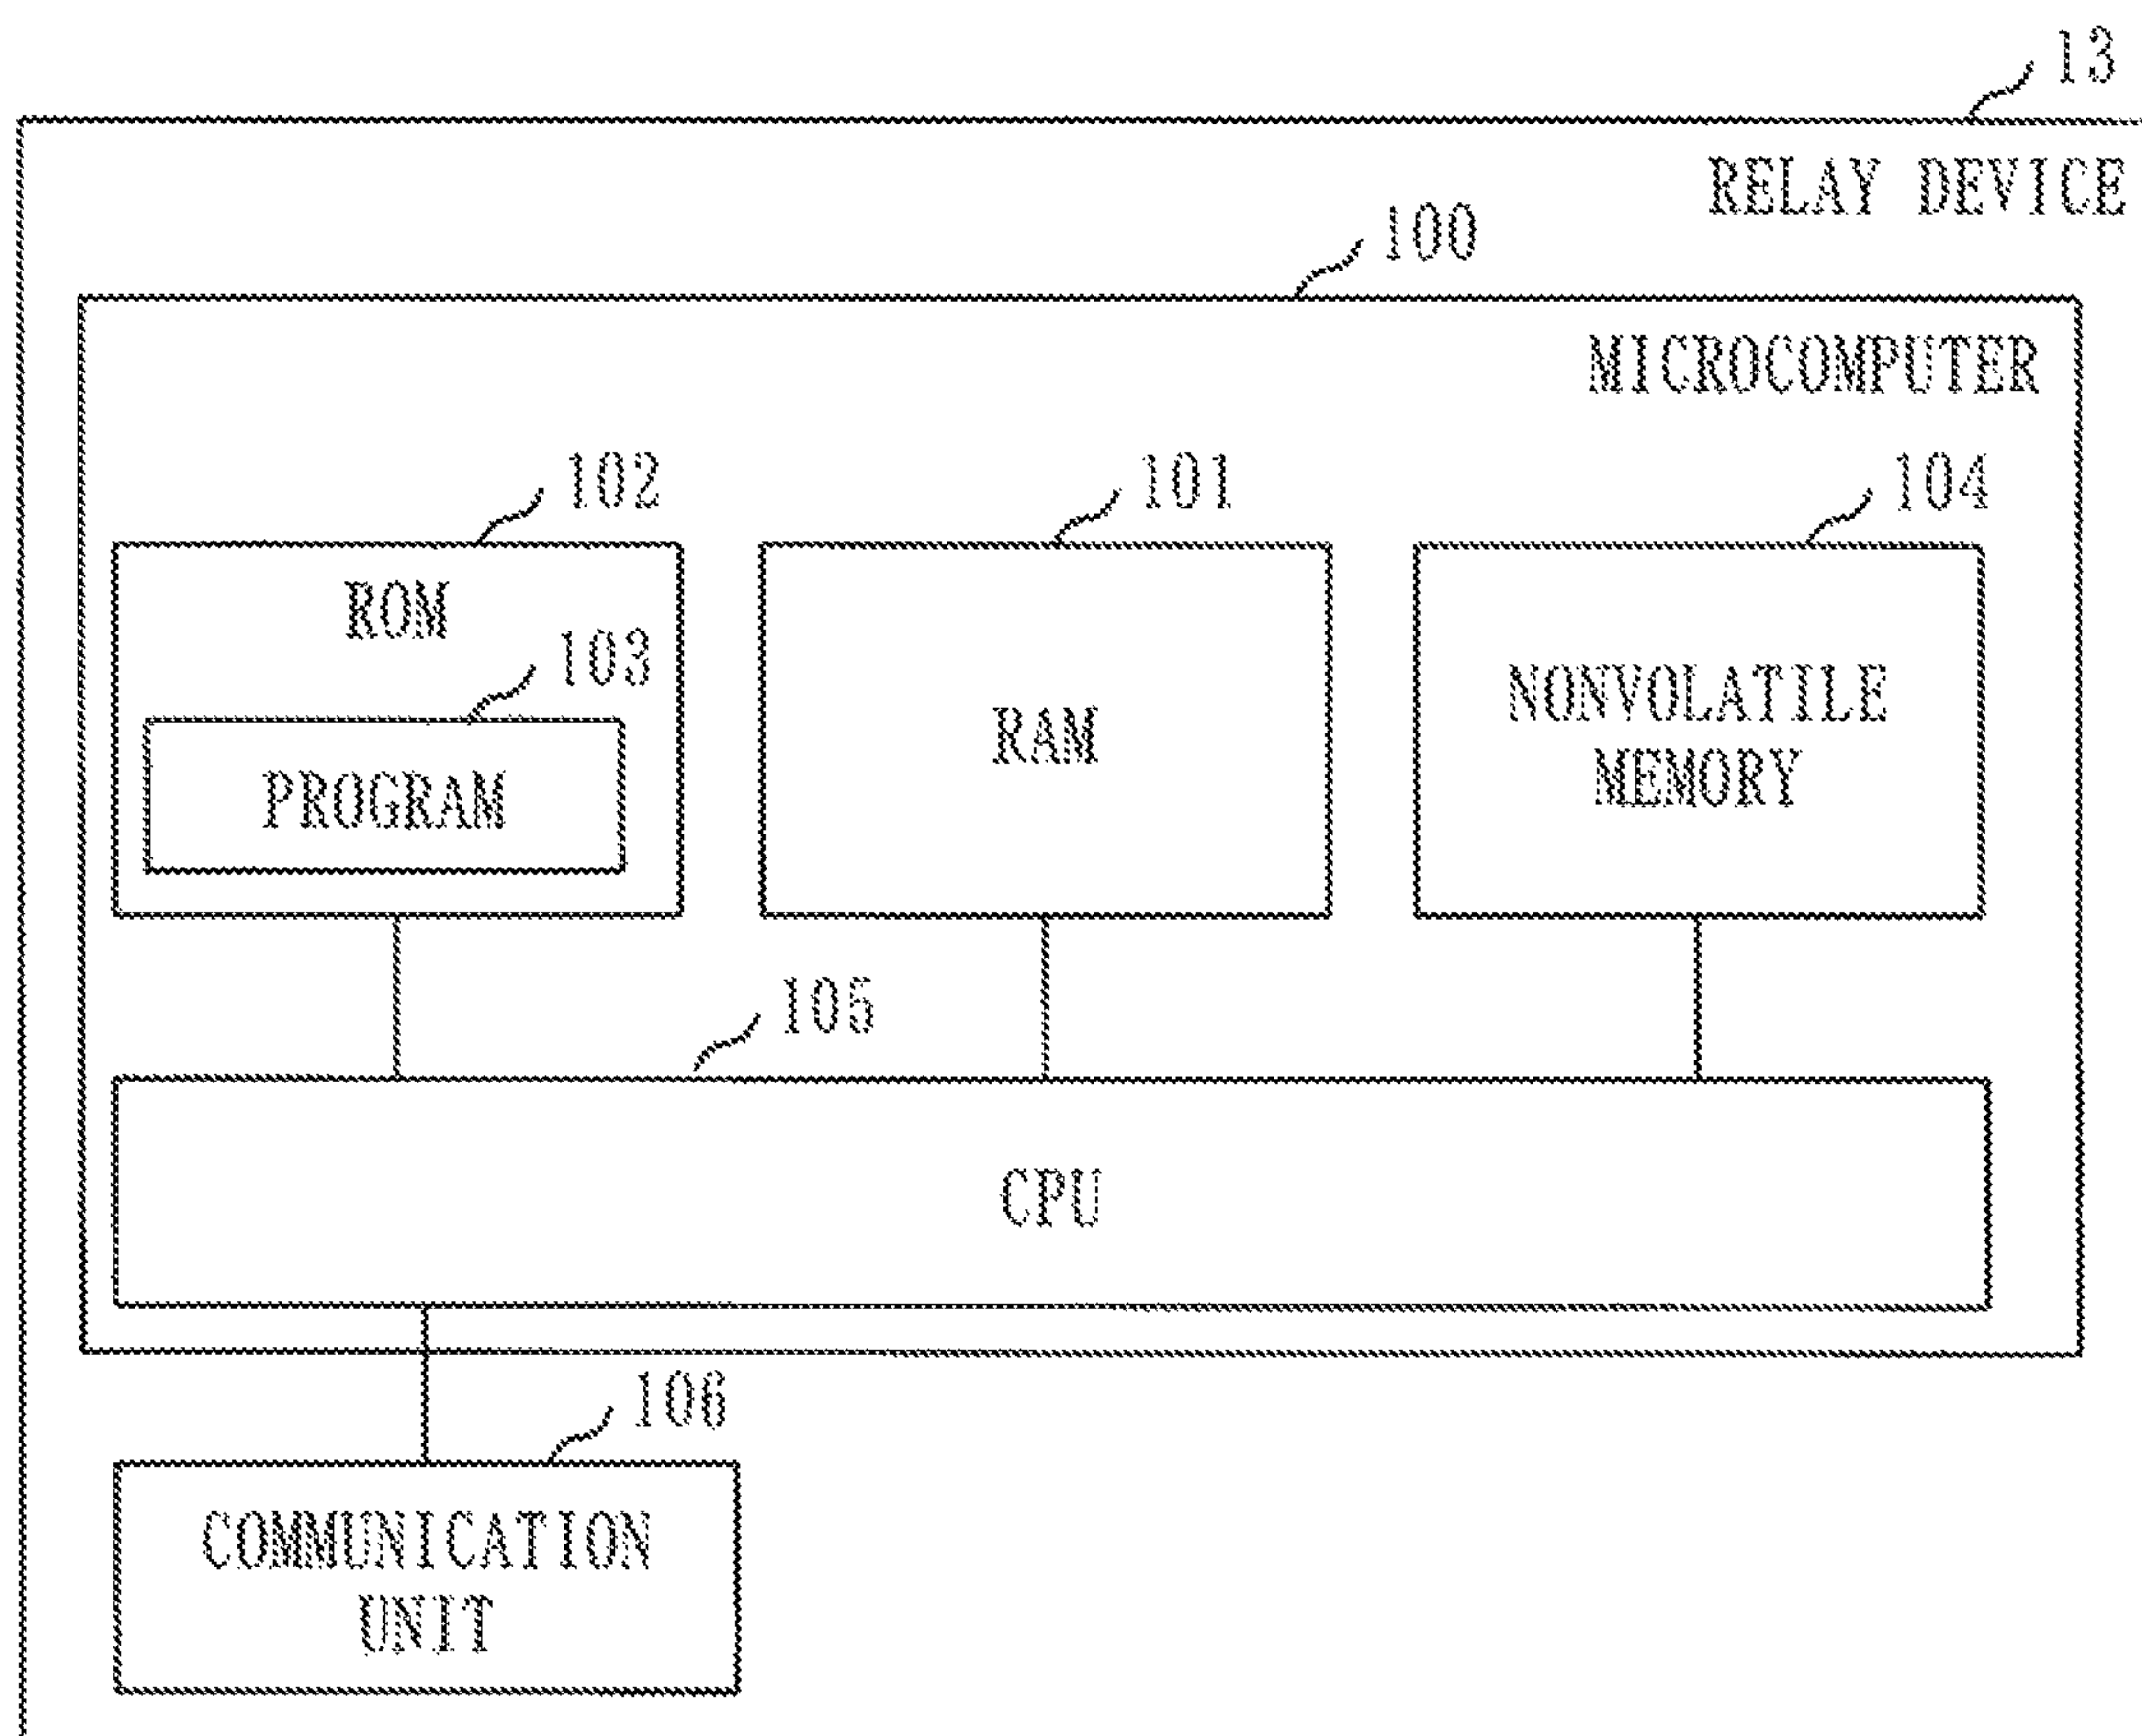 13
RELAY DEVICE
100
MICROCOMPUTER
102
101
104
ROM
103
PROGRAM
RAM
NONVOLATILE
MEMORY
105
CPU
106
COMMUNICATION
UNIT